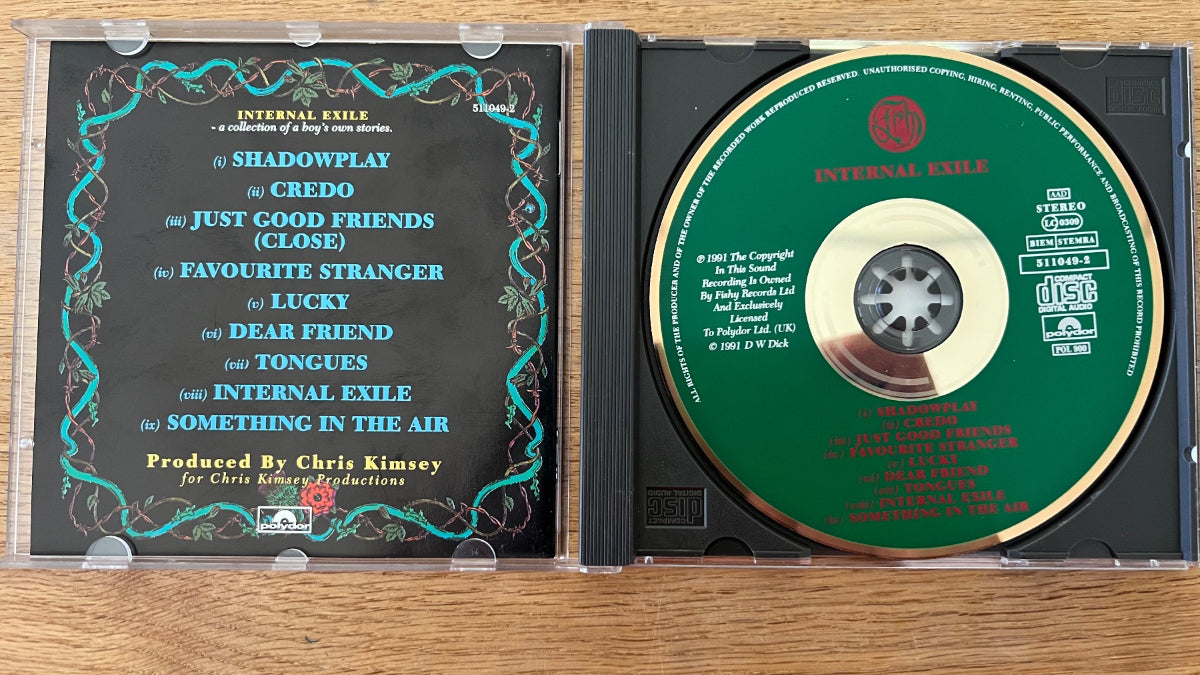 511049-2
INTERNAL EXILE
- a collection of a boy's own stories.
(i) SHADOWPLAY
(ii) CREDO
(iii) JUST GOOD FRIENDS
(CLOSE)
(iv) FAVOURITE STRANGER
(v) LUCKY
(vi) DEAR FRIEND
(vii) TONGUES
(viii) INTERNAL EXILE
(ix) SOMETHING IN THE AIR
Produced By Chris Kimsey
for Chris Kimsey Productions
polydor
ALL RIGHTS OF THE PRODUCER AND OF THE OWNER OF THE RECORDED WORK REPRODUCED RESERVED. UNAUTHORISED COPYING, HIRING, RENTING, PUBLIC PERFORMANCE AND BROADCASTING OF THIS RECORD PROHIBITED
Fish
INTERNAL EXILE
℗ 1991 The Copyright
In This Sound
Recording Is Owned
By Fishy Records Ltd
And Exclusively
Licensed
To Polydor Ltd. (UK)
© 1991 D W Dick
AAD
STEREO
LC 0309
BIEM STEMRA
511049-2
COMPACT
disc
DIGITAL AUDIO
polydor
POL 900
(i) SHADOWPLAY
(ii) CREDO
(iii) JUST GOOD FRIENDS
(iv) FAVOURITE STRANGER
(v) LUCKY
(vi) DEAR FRIEND
(vii) TONGUES
(viii) INTERNAL EXILE
(ix) SOMETHING IN THE AIR
COMPACT
disc
DIGITAL AUDIO
disc